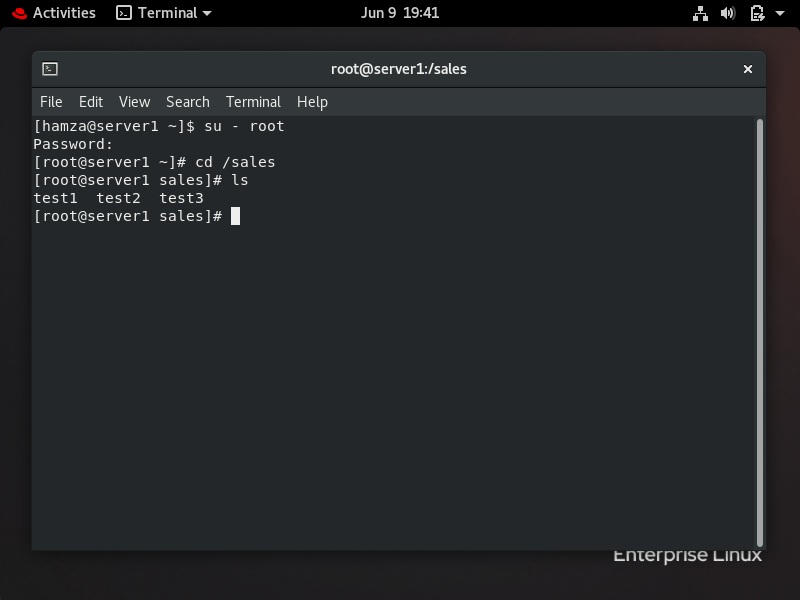 Activities Terminal Jun 9 19:41
root@server1:/sales
File Edit View Search Terminal Help
[hamza@server1 ~]$ su - root
Password:
[root@server1 ~]# cd /sales
[root@server1 sales]# ls
test1  test2  test3
[root@server1 sales]#
Enterprise Linux